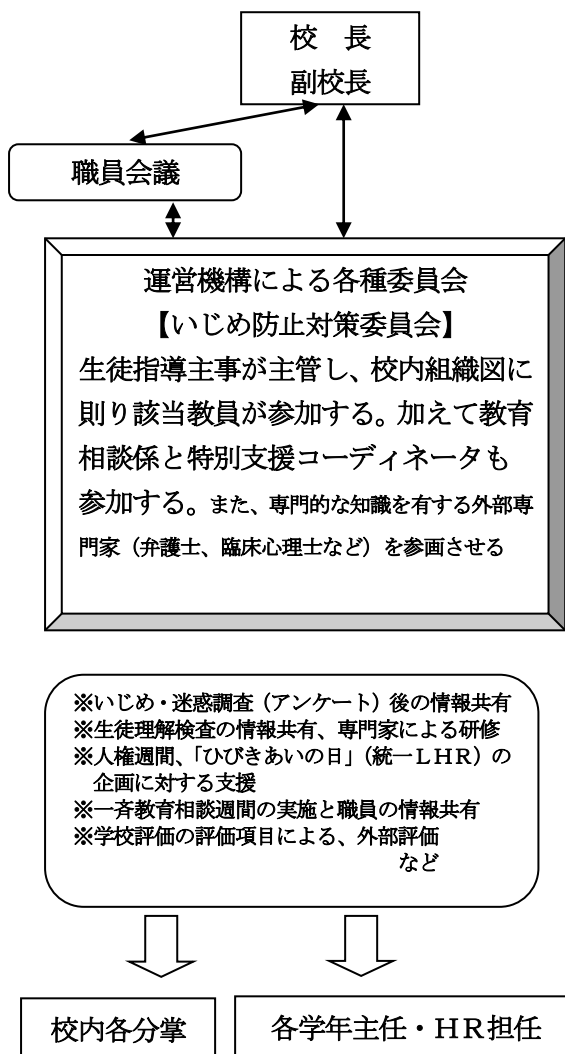 校　長
副校長
職員会議
運営機構による各種委員会
【いじめ防止対策委員会】
生徒指導主事が主管し、校内組織図に
則り該当教員が参加する。加えて教育
相談係と特別支援コーディネータも
参加する。また、専門的な知識を有する外部専
門家（弁護士、臨床心理士など）を参画させる
※いじめ・迷惑調査（アンケート）後の情報共有
※生徒理解検査の情報共有、専門家による研修
※人権週間、「ひびきあいの日」（統一ＬＨＲ）の
企画に対する支援
※一斉教育相談週間の実施と職員の情報共有
※学校評価の評価項目による、外部評価
など
校内各分掌
各学年主任・ＨＲ担任